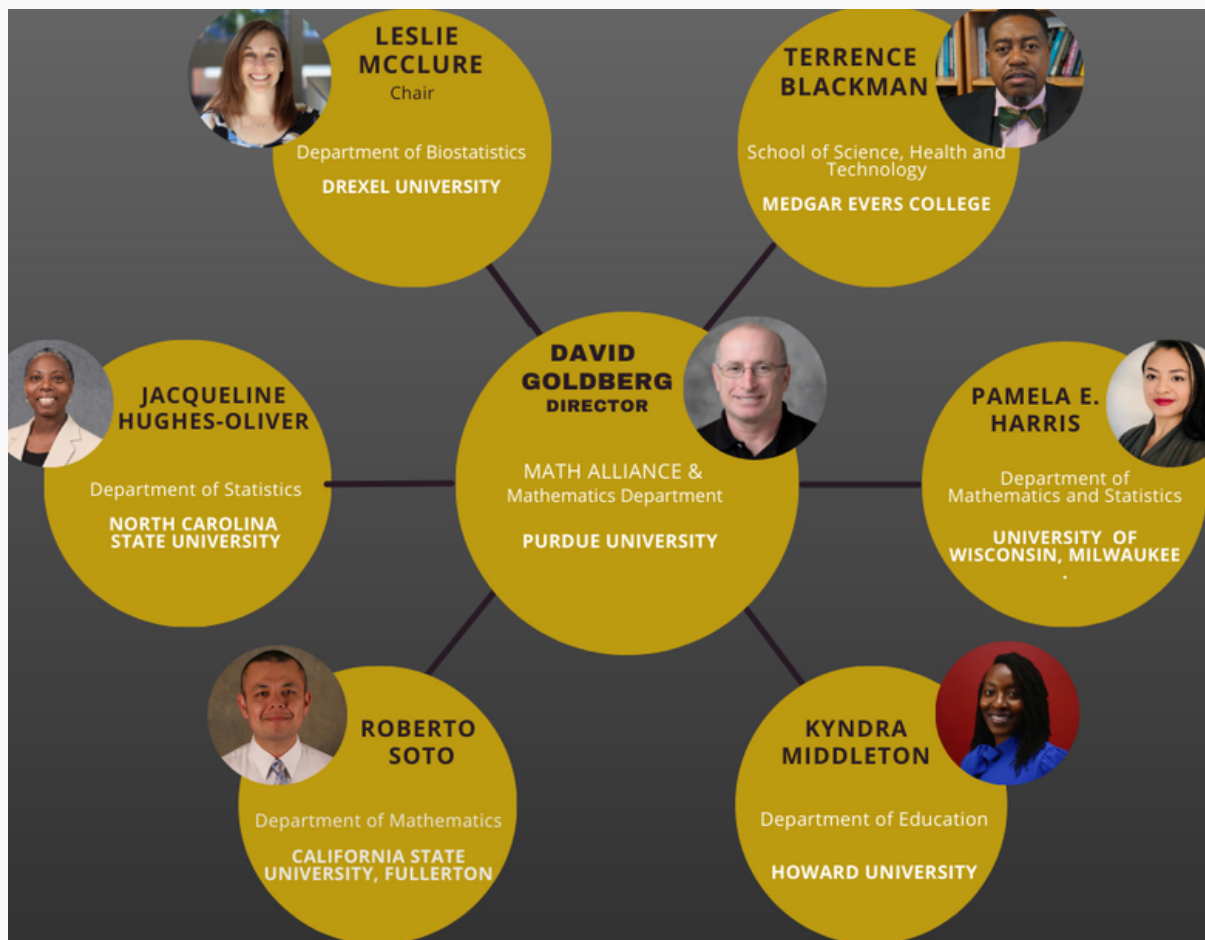 LESLIE
MCCLURE
Chair
Department of Biostatistics
DREXEL UNIVERSITY
TERRENCE
BLACKMAN
School of Science, Health and
Technology
MEDGAR EVERS COLLEGE
JACQUELINE
HUGHES-OLIVER
Department of Statistics
NORTH CAROLINA
STATE UNIVERSITY
DAVID
GOLDBERG
DIRECTOR
MATH ALLIANCE &
Mathematics Department
PURDUE UNIVERSITY
PAMELA E.
HARRIS
Department of
Mathematics and Statistics
UNIVERSITY OF
WISCONSIN, MILWAUKEE
.
ROBERTO
SOTO
Department of Mathematics
CALIFORNIA STATE
UNIVERSITY, FULLERTON
KYNDRA
MIDDLETON
Department of Education
HOWARD UNIVERSITY